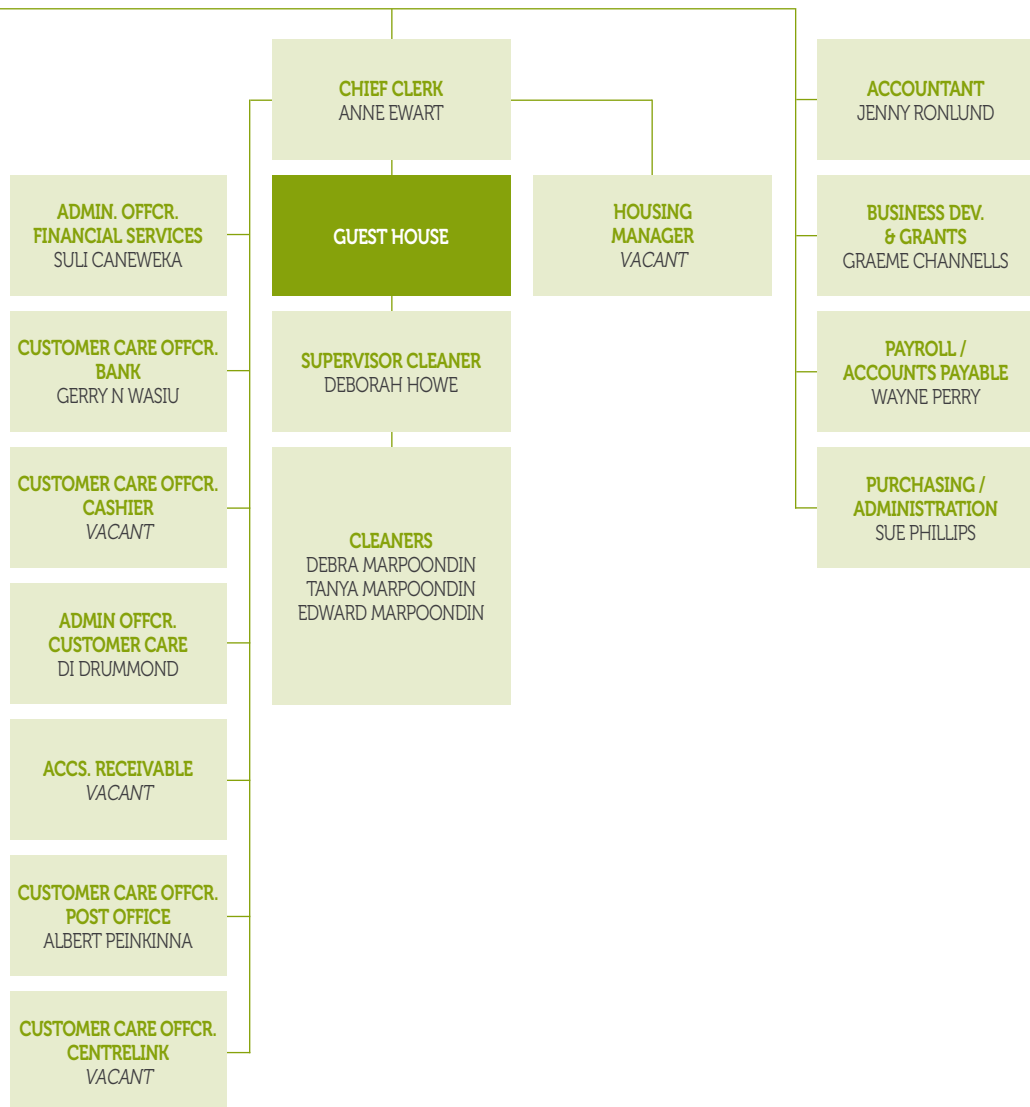 CHIEF CLERK
ANNE EWART
ACCOUNTANT
JENNY RONLUND
ADMIN. OFFCR.
FINANCIAL SERVICES
SULI CANEWEKA
GUEST HOUSE
HOUSING
MANAGER
VACANT
BUSINESS DEV.
& GRANTS
GRAEME CHANNELLS
CUSTOMER CARE OFFCR.
BANK
GERRY N WASIU
SUPERVISOR CLEANER
DEBORAH HOWE
PAYROLL /
ACCOUNTS PAYABLE
WAYNE PERRY
CUSTOMER CARE OFFCR.
CASHIER
VACANT
CLEANERS
DEBRA MARPOONDIN
TANYA MARPOONDIN
EDWARD MARPOONDIN
PURCHASING /
ADMINISTRATION
SUE PHILLIPS
ADMIN OFFCR.
CUSTOMER CARE
DI DRUMMOND
ACCS. RECEIVABLE
VACANT
CUSTOMER CARE OFFCR.
POST OFFICE
ALBERT PEINKINNA
CUSTOMER CARE OFFCR.
CENTRELINK
VACANT